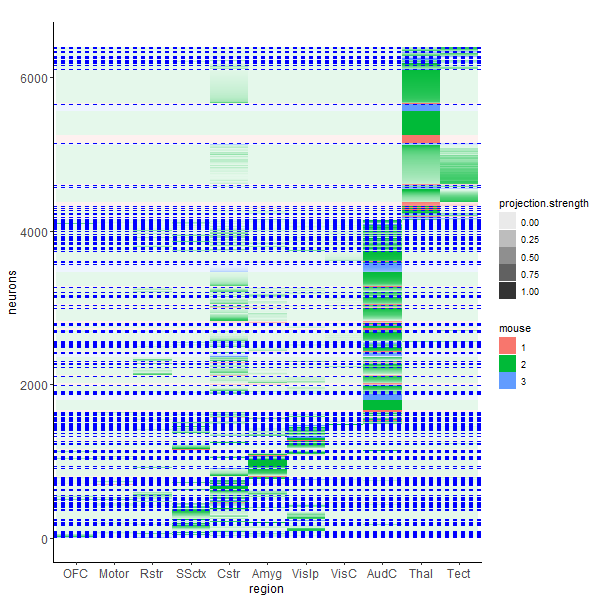 6000
4000
2000
0
neurons
OFC Motor Rstr SSctx Cstr Amyg VisIp VisC AudC Thal Tect
region
projection.strength
0.00
0.25
0.50
0.75
1.00
mouse
1
2
3